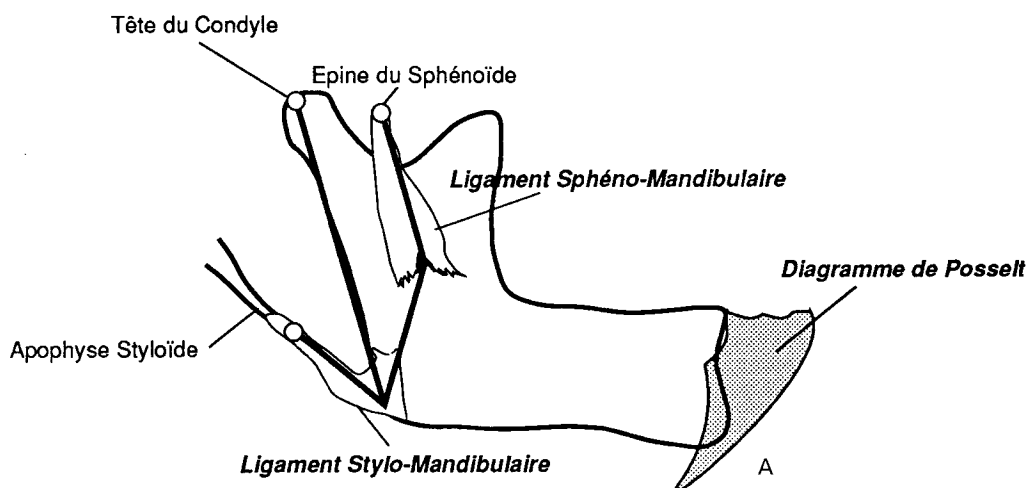 Tête du Condyle
Epine du Sphénoïde
Ligament Sphéno-Mandibulaire
Diagramme de Posselt
Apophyse Styloïde
Ligament Stylo-Mandibulaire
A